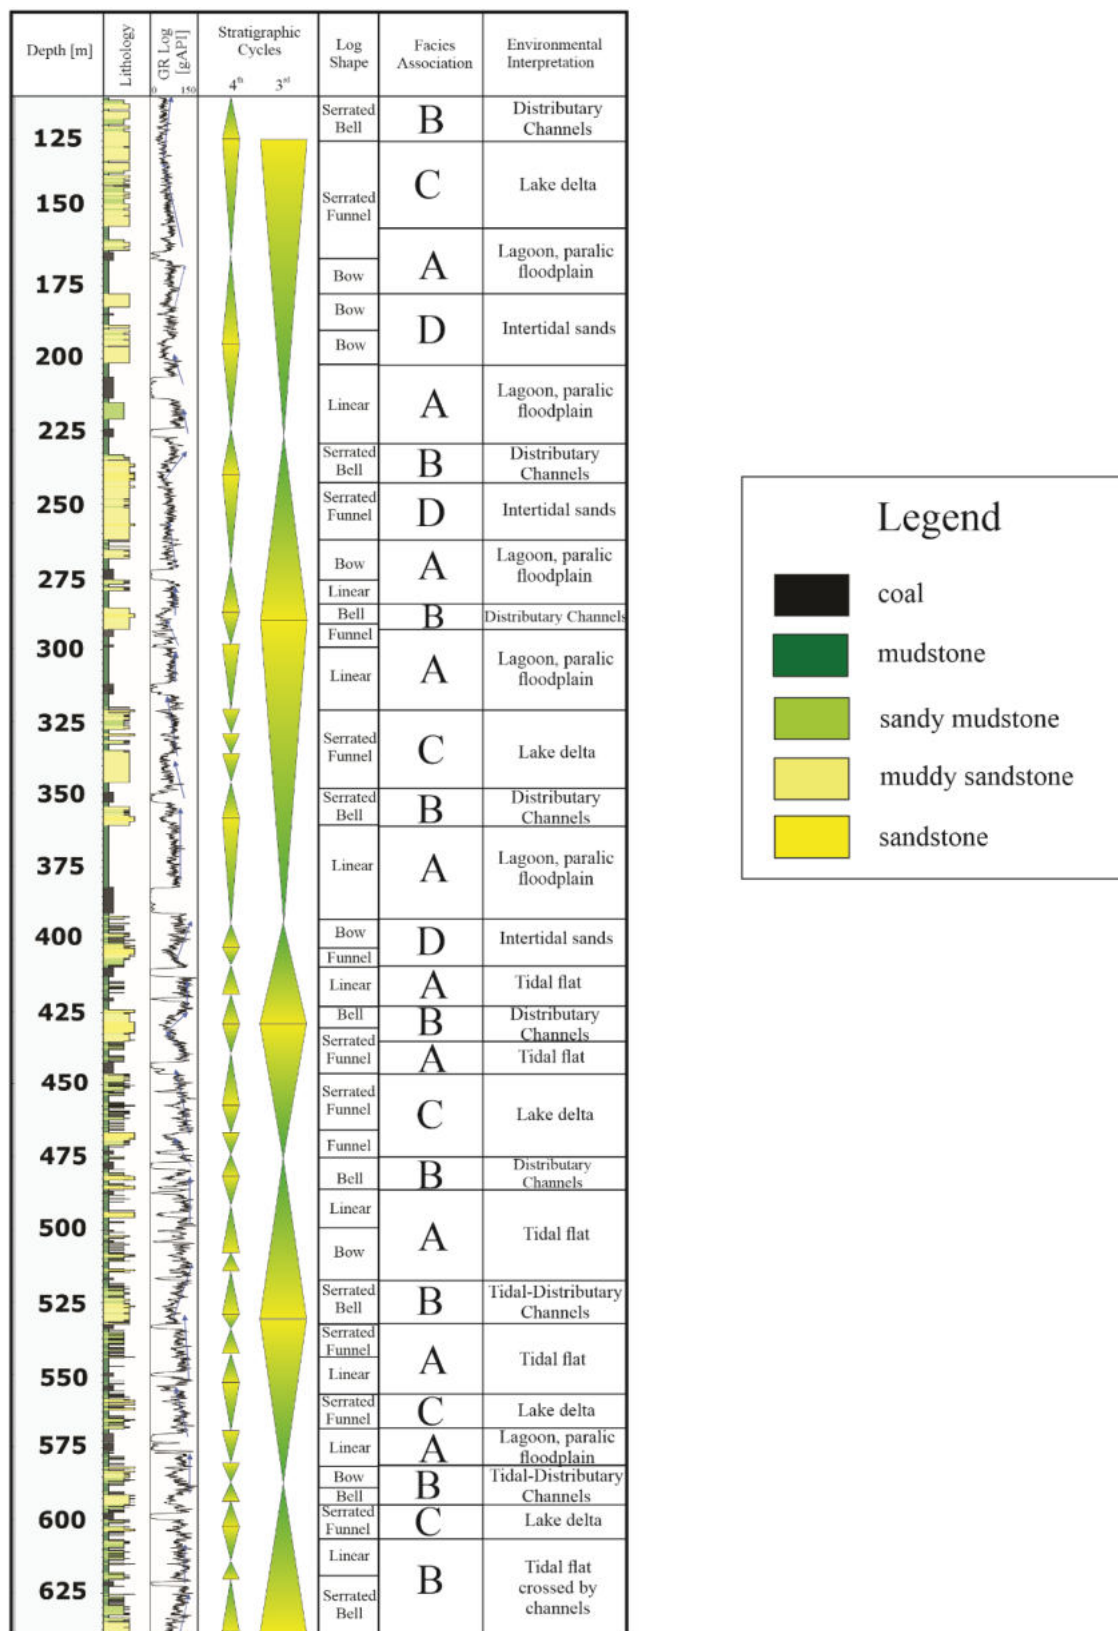 Depth [m]
Lithology
GR Log
[gAPI]
0 150
Stratigraphic
Cycles
4th
3st
Log
Shape
Facies
Association
Environmental
Interpretation
125
150
175
200
225
250
275
300
325
350
375
400
425
450
475
500
525
550
575
600
625
Serrated
Bell
Serrated
Funnel
Bow
Bow
Bow
Linear
Serrated
Bell
Serrated
Funnel
Bow
Linear
Bell
Funnel
Linear
Serrated
Funnel
Serrated
Bell
Linear
Bow
Funnel
Linear
Bell
Serrated
Funnel
Serrated
Funnel
Funnel
Bell
Linear
Bow
Serrated
Bell
Serrated
Funnel
Linear
Serrated
Funnel
Linear
Bow
Bell
Serrated
Funnel
Linear
Serrated
Bell
B
C
A
D
A
B
D
A
B
A
C
B
A
D
A
B
A
C
B
A
B
A
C
A
B
C
B
Distributary
Channels
Lake delta
Lagoon, paralic
floodplain
Intertidal sands
Lagoon, paralic
floodplain
Distributary
Channels
Intertidal sands
Lagoon, paralic
floodplain
Distributary Channels
Lagoon, paralic
floodplain
Lake delta
Distributary
Channels
Lagoon, paralic
floodplain
Intertidal sands
Tidal flat
Distributary
Channels
Tidal flat
Lake delta
Distributary
Channels
Tidal flat
Tidal-Distributary
Channels
Tidal flat
Lake delta
Lagoon, paralic
floodplain
Tidal-Distributary
Channels
Lake delta
Tidal flat
crossed by
channels
Legend
coal
mudstone
sandy mudstone
muddy sandstone
sandstone